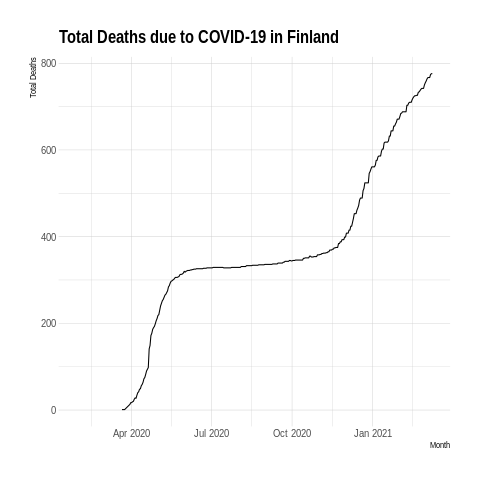 Total Deaths due to COVID-19 in Finland
Total Deaths
800
600
400
200
0
Apr 2020 Jul 2020 Oct 2020 Jan 2021
Month